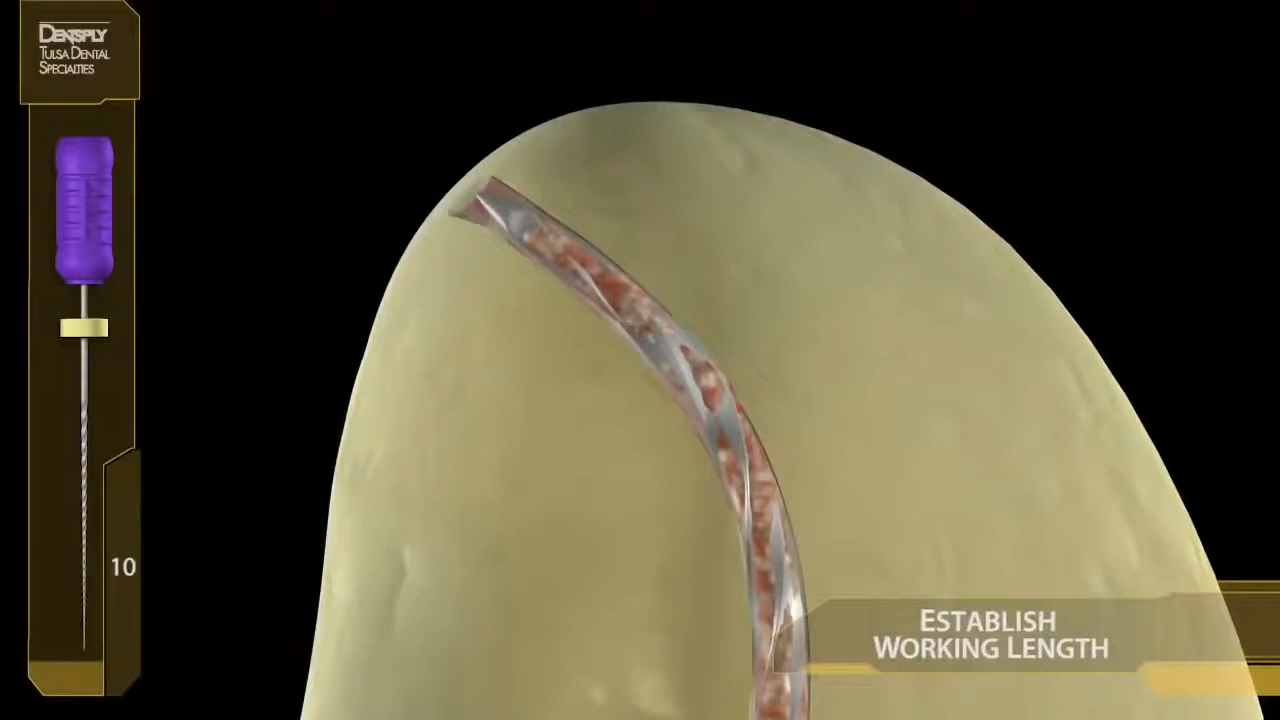 DENTSPLY
TULSA DENTAL
SPECIALTIES
10
ESTABLISH
WORKING LENGTH